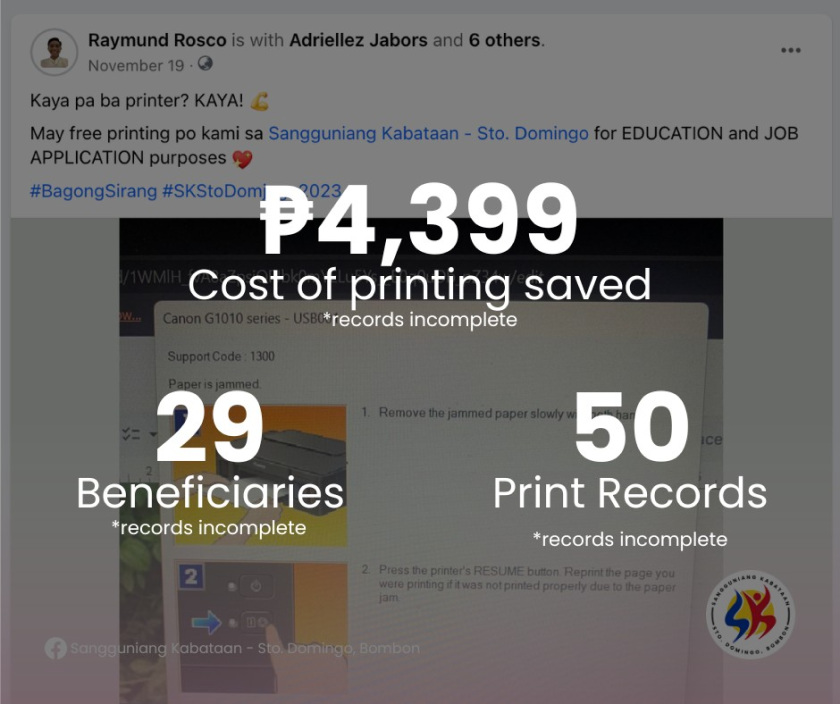 Raymund Rosco is with Adriellez Jabors and 6 others.
November 19 ·
Kaya pa ba printer? KAYA! 💪
May free printing po kami sa Sangguniang Kabataan - Sto. Domingo for EDUCATION and JOB
APPLICATION purposes 💖
#BagongSirang 2023
₱4,399
Cost of printing saved
*records incomplete
Canon G1010 series -
Support Code : 1300
Paper is jammed.
1. Remove the jammed paper slowly
29
Beneficiaries
*records incomplete
50
Print Records
*records incomplete
2
2. Press the printer's RESUME button. Reprint the page you
were printing if it was not printed properly due to the paper
jam.
SANGGUNIANG KABATAAN
STO. DOMINGO, BOMBON
Sangguniang Kabataan - Sto. Domingo, Bombon